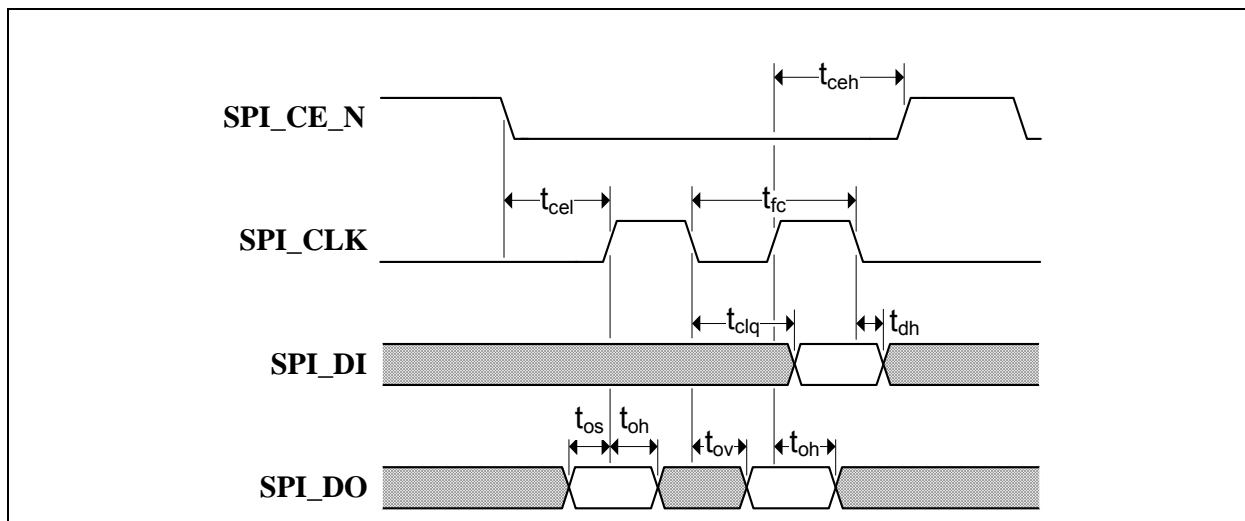 t_ceh
SPI_CE_N
t_cel
t_fc
SPI_CLK
t_clq
t_dh
SPI_DI
t_os
t_oh
t_ov
t_oh
SPI_DO